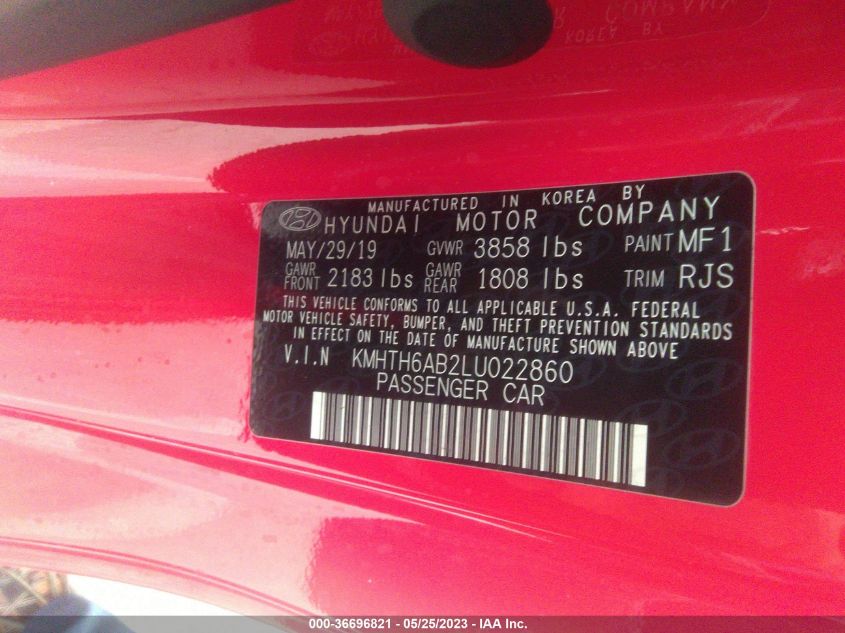 MANUFACTURED IN KOREA BY
HYUNDAI MOTOR COMPANY
MAY/29/19 GVWR 3858 lbs PAINT MF1
GAWR FRONT 2183 lbs GAWR REAR 1808 lbs TRIM RJS
THIS VEHICLE CONFORMS TO ALL APPLICABLE U.S.A. FEDERAL
MOTOR VEHICLE SAFETY, BUMPER, AND THEFT PREVENTION STANDARDS
IN EFFECT ON THE DATE OF MANUFACTURE SHOWN ABOVE
V.I.N KMHTH6AB2LU022860
PASSENGER CAR
000-36696821 - 05/25/2023 - IAA Inc.